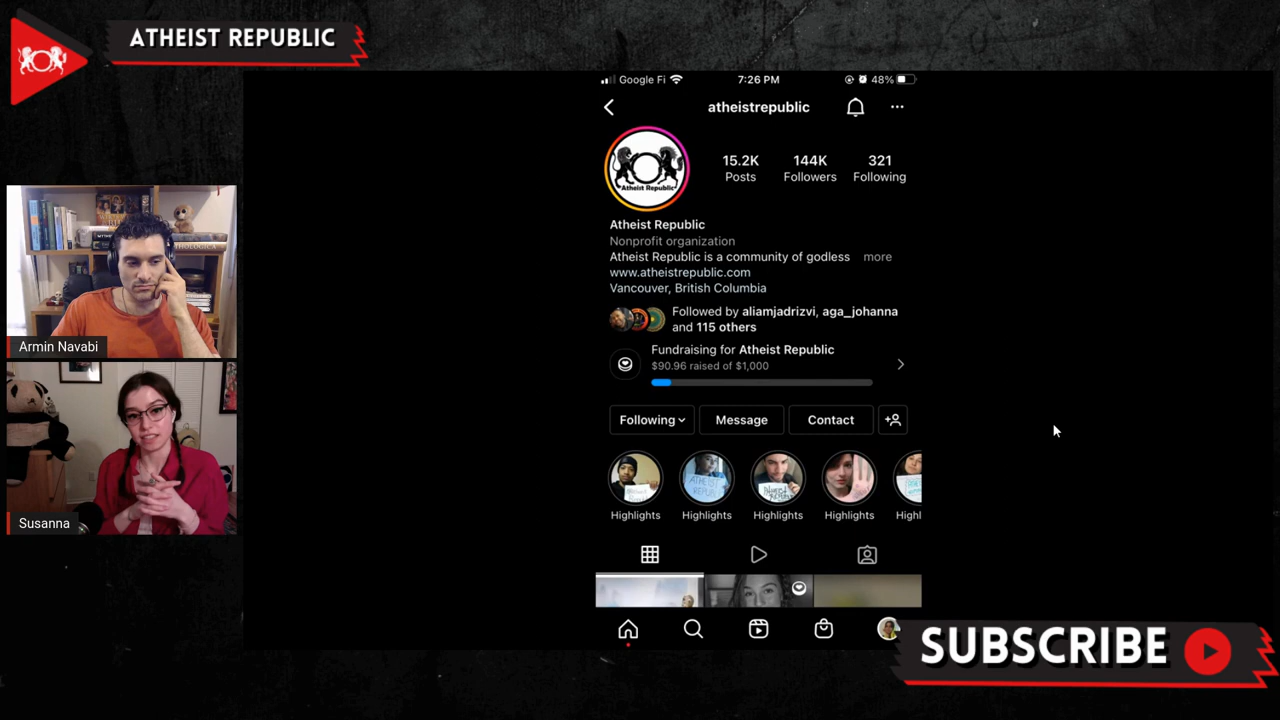 ATHEIST REPUBLIC
Google Fi
7:26 PM
48%
atheistrepublic
Atheist Republic
15.2K
Posts
144K
Followers
321
Following
Atheist Republic
Nonprofit organization
Atheist Republic is a community of godless more
www.atheistrepublic.com
Vancouver, British Columbia
Followed by aliamjadrizvi, aga_johanna
and 115 others
Fundraising for Atheist Republic
$90.96 raised of $1,000
Following
Message
Contact
Highlights
Highlights
Highlights
Highlights
Highl
Armin Navabi
Susanna
SUBSCRIBE